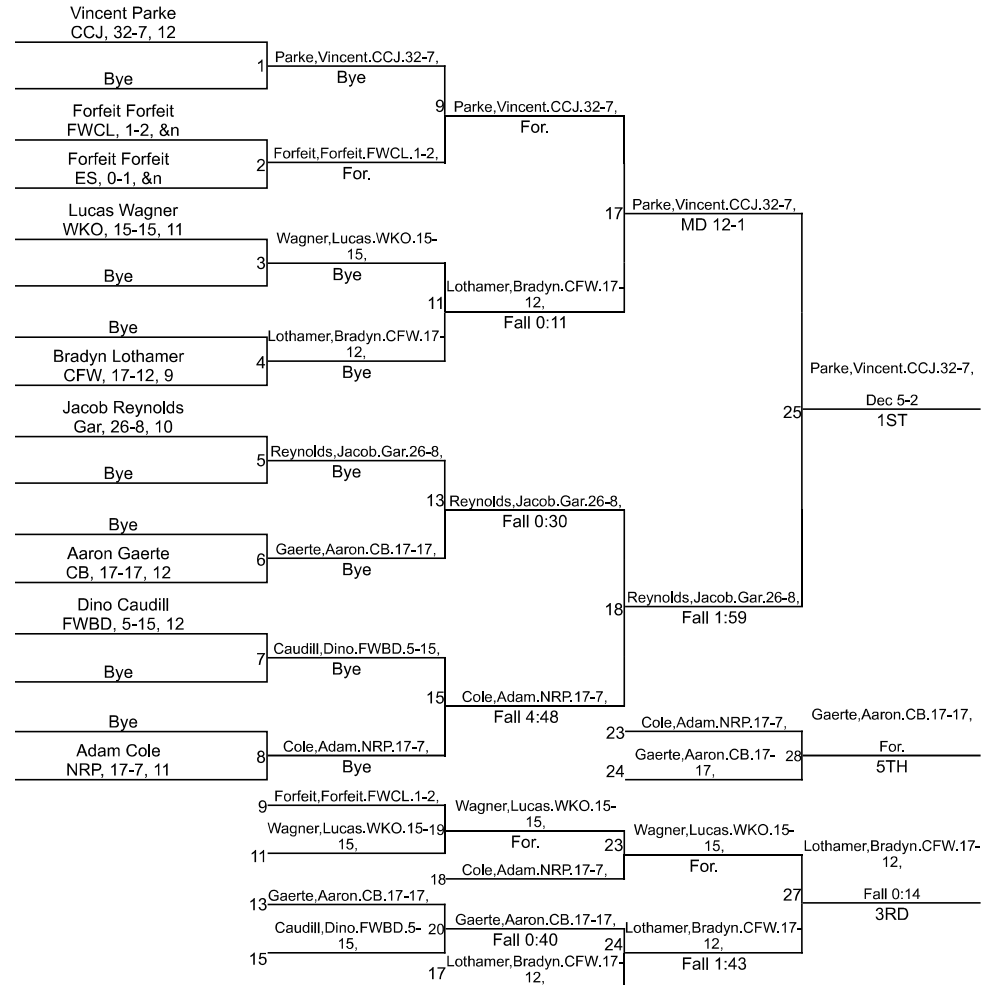 Vincent Parke
CCJ, 32-7, 12
Bye
1
Parke,Vincent.CCJ.32-7,
Bye
Forfeit Forfeit
FWCL, 1-2, &n
Forfeit Forfeit
ES, 0-1, &n
2
Forfeit,Forfeit.FWCL.1-2,
For.
9
Parke,Vincent.CCJ.32-7,
For.
Lucas Wagner
WKO, 15-15, 11
Bye
3
Wagner,Lucas.WKO.15-
15,
Bye
Bye
Bradyn Lothamer
CFW, 17-12, 9
4
Lothamer,Bradyn.CFW.17-
12,
Bye
11
Lothamer,Bradyn.CFW.17-
12,
Fall 0:11
17
Parke,Vincent.CCJ.32-7,
MD 12-1
Jacob Reynolds
Gar, 26-8, 10
Bye
5
Reynolds,Jacob.Gar.26-8,
Bye
Bye
Aaron Gaerte
CB, 17-17, 12
6
Gaerte,Aaron.CB.17-17,
Bye
13
Reynolds,Jacob.Gar.26-8,
Fall 0:30
Dino Caudill
FWBD, 5-15, 12
Bye
7
Caudill,Dino.FWBD.5-15,
Bye
Bye
Adam Cole
NRP, 17-7, 11
8
Cole,Adam.NRP.17-7,
Bye
15
Cole,Adam.NRP.17-7,
Fall 4:48
18
Reynolds,Jacob.Gar.26-8,
Fall 1:59
25
Parke,Vincent.CCJ.32-7,
Dec 5-2
1ST
23
Cole,Adam.NRP.17-7,
24
Gaerte,Aaron.CB.17-
17,
28
Gaerte,Aaron.CB.17-17,
For.
5TH
9
Forfeit,Forfeit.FWCL.1-2,
11
Wagner,Lucas.WKO.15-
15,
19
Wagner,Lucas.WKO.15-
15,
For.
18
Cole,Adam.NRP.17-7,
23
Wagner,Lucas.WKO.15-
15,
For.
13
Gaerte,Aaron.CB.17-17,
15
Caudill,Dino.FWBD.5-
15,
20
Gaerte,Aaron.CB.17-17,
Fall 0:40
17
Lothamer,Bradyn.CFW.17-
12,
24
Lothamer,Bradyn.CFW.17-
12,
Fall 1:43
27
Lothamer,Bradyn.CFW.17-
12,
Fall 0:14
3RD